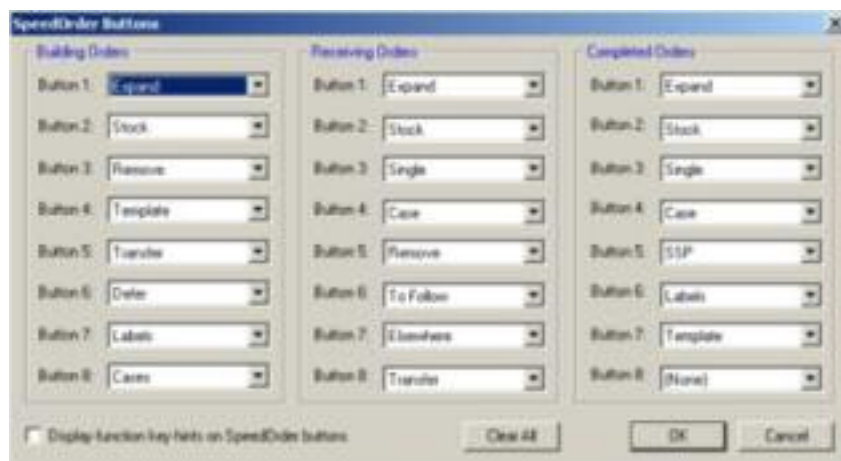 SpeedOrder Buttons
Building Orders
Button 1: Expand
Button 2: Stock
Button 3: Remove
Button 4: Template
Button 5: Transfer
Button 6: Defer
Button 7: Labels
Button 8: Cases
Receiving Orders
Button 1: Expand
Button 2: Stock
Button 3: Single
Button 4: Case
Button 5: Remove
Button 6: To Follow
Button 7: Elsewhere
Button 8: Transfer
Completed Orders
Button 1: Expand
Button 2: Stock
Button 3: Single
Button 4: Case
Button 5: SSP
Button 6: Labels
Button 7: Template
Button 8: (None)
Display function key hints on SpeedOrder buttons
Clear All
OK
Cancel